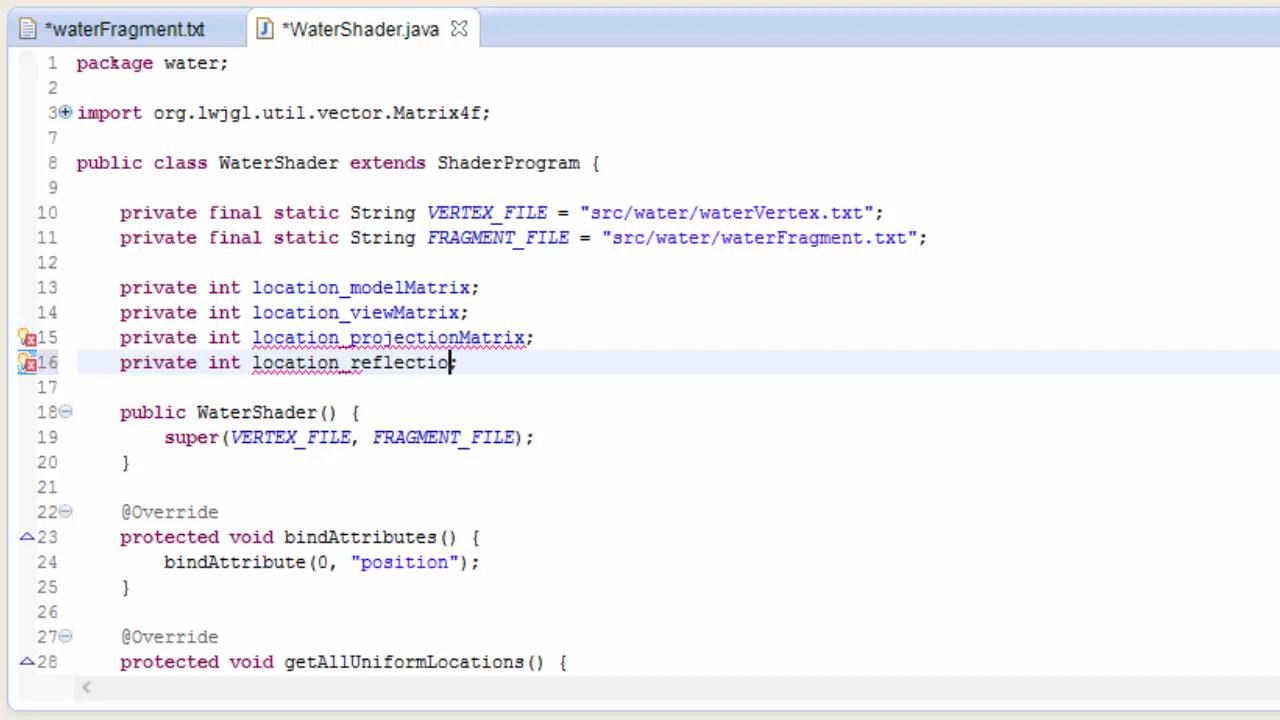 *waterFragment.txt
*WaterShader.java
1 package water;
2
3 import org.lwjgl.util.vector.Matrix4f;
7
8 public class WaterShader extends ShaderProgram {
9
10 private final static String VERTEX_FILE = "src/water/waterVertex.txt";
11 private final static String FRAGMENT_FILE = "src/water/waterFragment.txt";
12
13 private int location_modelMatrix;
14 private int location_viewMatrix;
15 private int location_projectionMatrix;
16 private int location_reflectio;
17
18 public WaterShader() {
19 super(VERTEX_FILE, FRAGMENT_FILE);
20 }
21
22 @Override
23 protected void bindAttributes() {
24 bindAttribute(0, "position");
25 }
26
27 @Override
28 protected void getAllUniformLocations() {